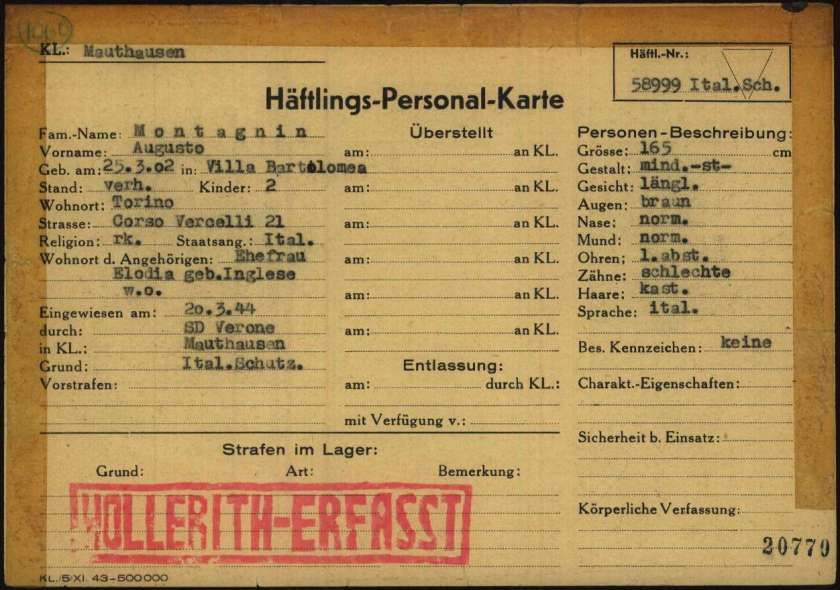 KL.: Mauthausen
Häftl.-Nr.:
58999 Ital.Sch.
Häftlings-Personal-Karte
Fam.-Name: Montagnin
Vorname: Augusto
Geb. am: 25.3.02 in: Villa Bartolomea
Stand: verh. Kinder: 2
Wohnort: Torino
Strasse: Corso Vercelli 21
Religion: rk. Staatsang.: Ital.
Wohnort d. Angehörigen: Ehefrau
Elodia geb.Inglese
w.o.
Eingewiesen am: 20.3.44
durch: SD Verone
in KL.: Mauthausen
Grund: Ital.Schutz.
Vorstrafen:
Überstellt
am: an KL.
am: an KL.
am: an KL.
am: an KL.
am: an KL.
am: an KL.
Entlassung:
am: durch KL.:
mit Verfügung v.:
Personen-Beschreibung:
Grösse: 165 cm
Gestalt: mind.-st-
Gesicht: längl.
Augen: braun
Nase: norm.
Mund: norm.
Ohren: l.abst.
Zähne: schlechte
Haare: kast.
Sprache: ital.
Bes. Kennzeichen: keine
Charakt.-Eigenschaften:
Sicherheit b. Einsatz:
Körperliche Verfassung:
Strafen im Lager:
Grund: Art: Bemerkung:
HOLLERITH-ERFASST
20770
KL./5/XI. 43-500000